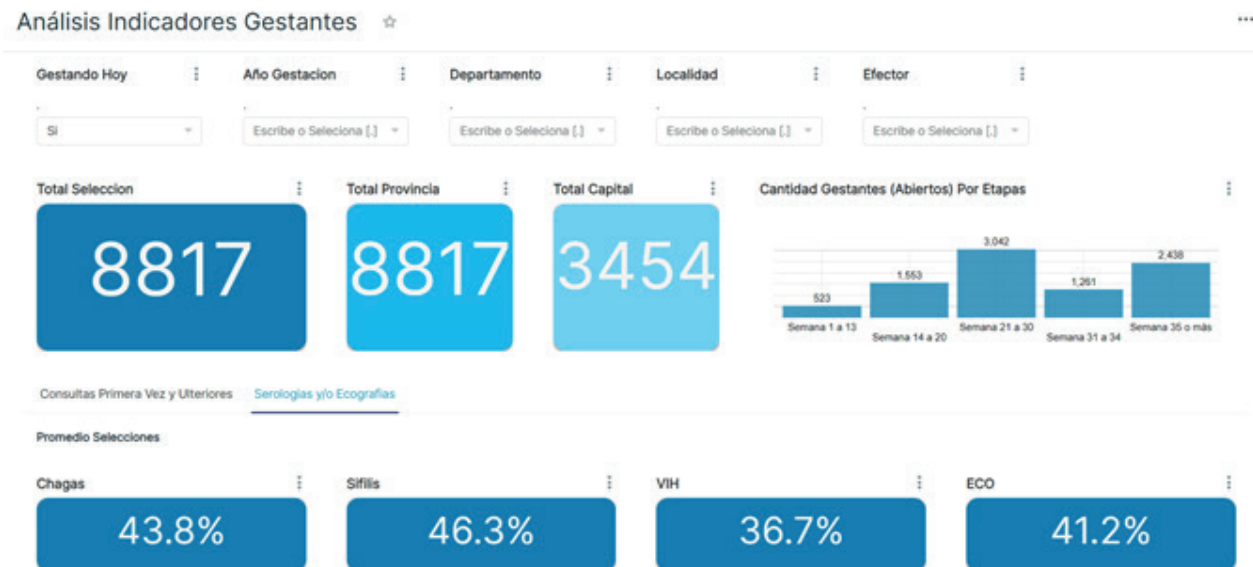 Análisis Indicadores Gestantes
Gestando Hoy
Año Gestacion
Departamento
Localidad
Efector
Si
Escribe o Seleciona [.]
Escribe o Seleciona [.]
Escribe o Seleciona [.]
Escribe o Seleciona [.]
Total Seleccion
Total Provincia
Total Capital
Cantidad Gestantes (Abiertos) Por Etapas
8817
8817
3454
523
1,553
3,042
1,261
2,438
Semana 1 a 13
Semana 14 a 20
Semana 21 a 30
Semana 31 a 34
Semana 35 o más
Consultas Primera Vez y Ulteriores
Serologias y/o Ecografias
Promedio Selecciones
Chagas
Sifilis
VIH
ECO
43.8%
46.3%
36.7%
41.2%